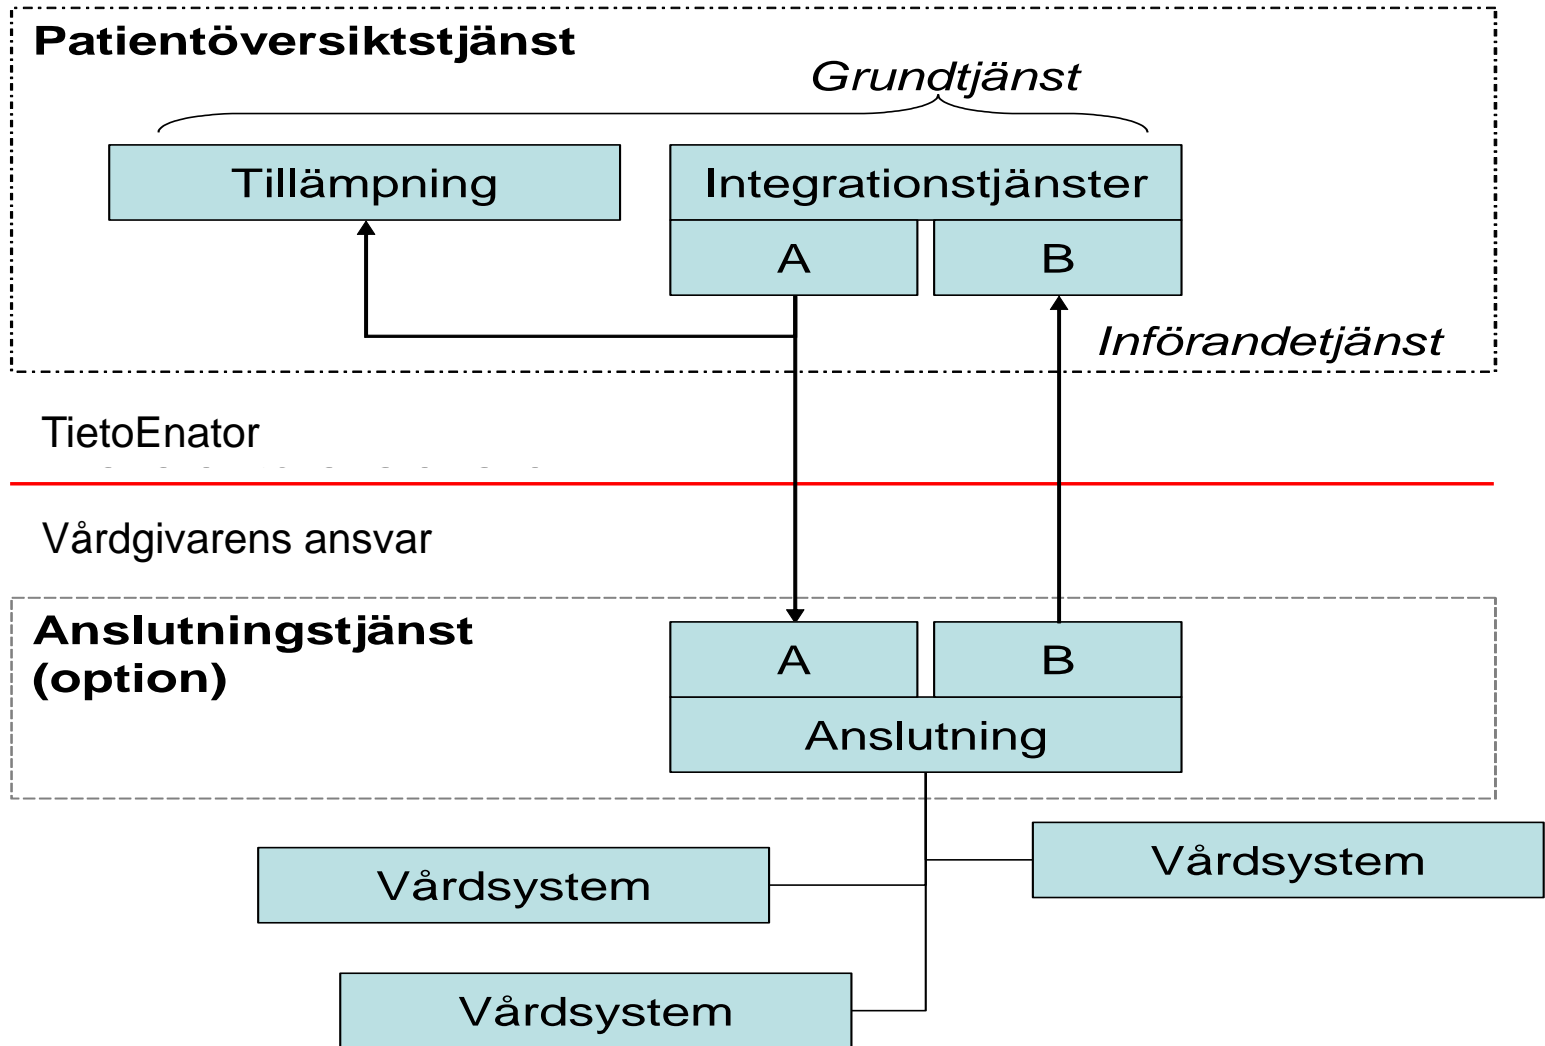 Patientöversiktstjänst
Grundtjänst
Tillämpning
Integrationstjänster
A
B
Införandetjänst
TietoEnator
Vårdgivarens ansvar
Anslutningstjänst
(option)
A
B
Anslutning
Vårdsystem
Vårdsystem
Vårdsystem